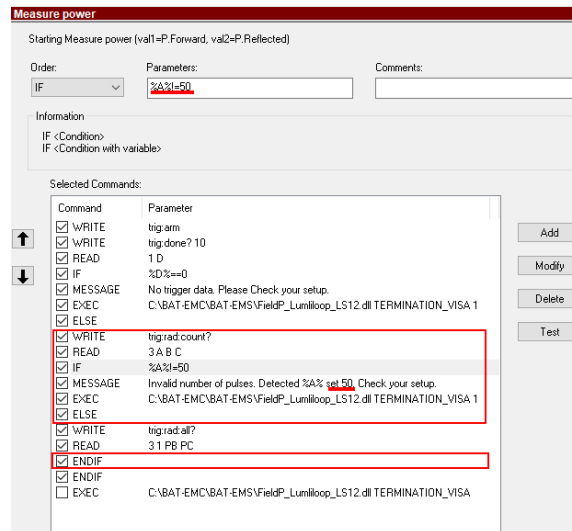 Measure power
Starting Measure power (val1=P.Forward, val2=P.Reflected)
Order: Parameters: Comments:
IF %A%!=50
Information
IF <Condition>
IF <Condition with variable>
Selected Commands:
Command Parameter
WRITE trig:arm
WRITE trig:done? 10
READ 1 D
IF %D%==0
MESSAGE No trigger data. Please Check your setup.
EXEC C:\BAT-EMC\BAT-EMS\FieldP_Lumiloop_LS12.dll TERMINATION_VISA 1
ELSE
WRITE trig:rad:count?
READ 3 A B C
IF %A%!=50
MESSAGE Invalid number of pulses. Detected %A% set 50. Check your setup.
EXEC C:\BAT-EMC\BAT-EMS\FieldP_Lumiloop_LS12.dll TERMINATION_VISA 1
ELSE
WRITE trig:rad:all?
READ 3 1 PB PC
ENDIF
ENDIF
EXEC C:\BAT-EMC\BAT-EMS\FieldP_Lumiloop_LS12.dll TERMINATION_VISA
Add
Modify
Delete
Test